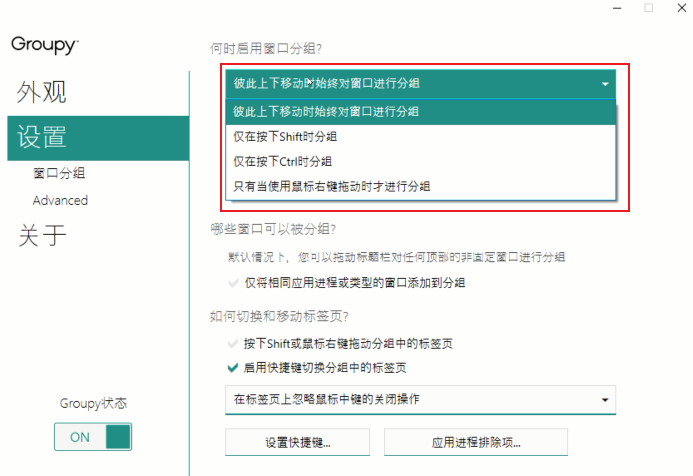 Groupy™
外观
设置
窗口分组
Advanced
关于
Groupy状态
ON
何时启用窗口分组?
彼此上下移动时始终对窗口进行分组
彼此上下移动时始终对窗口进行分组
仅在按下Shift时分组
仅在按下Ctrl时分组
只有当使用鼠标右键拖动时才进行分组
哪些窗口可以被分组?
默认情况下，您可以拖动标题栏对任何顶部的非固定窗口进行分组
仅将相同应用进程或类型的窗口添加到分组
如何切换和移动标签页?
按下Shift或鼠标右键拖动分组中的标签页
启用快捷键切换分组中的标签页
在标签页上忽略鼠标中键的关闭操作
设置快捷键...
应用进程排除项...